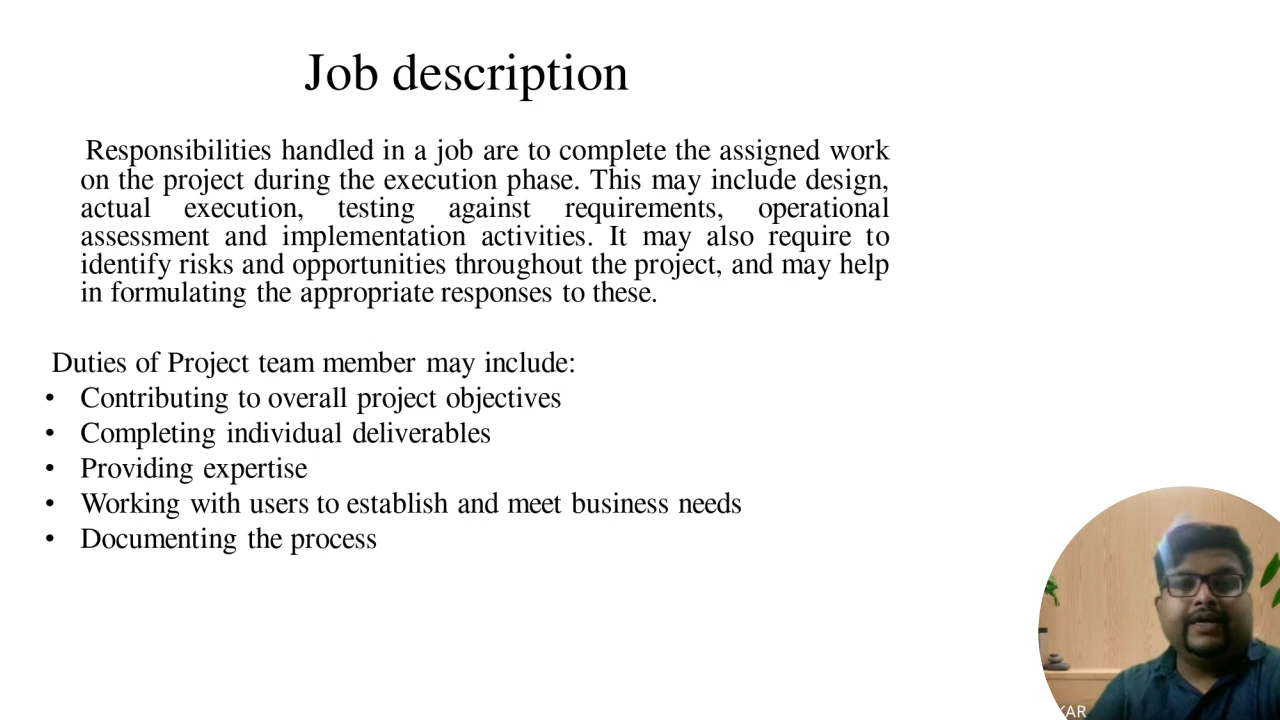 Job description
Responsibilities handled in a job are to complete the assigned work
on the project during the execution phase. This may include design,
actual execution, testing against requirements, operational
assessment and implementation activities. It may also require to
identify risks and opportunities throughout the project, and may help
in formulating the appropriate responses to these.
Duties of Project team member may include:
• Contributing to overall project objectives
• Completing individual deliverables
• Providing expertise
• Working with users to establish and meet business needs
• Documenting the process
KAR